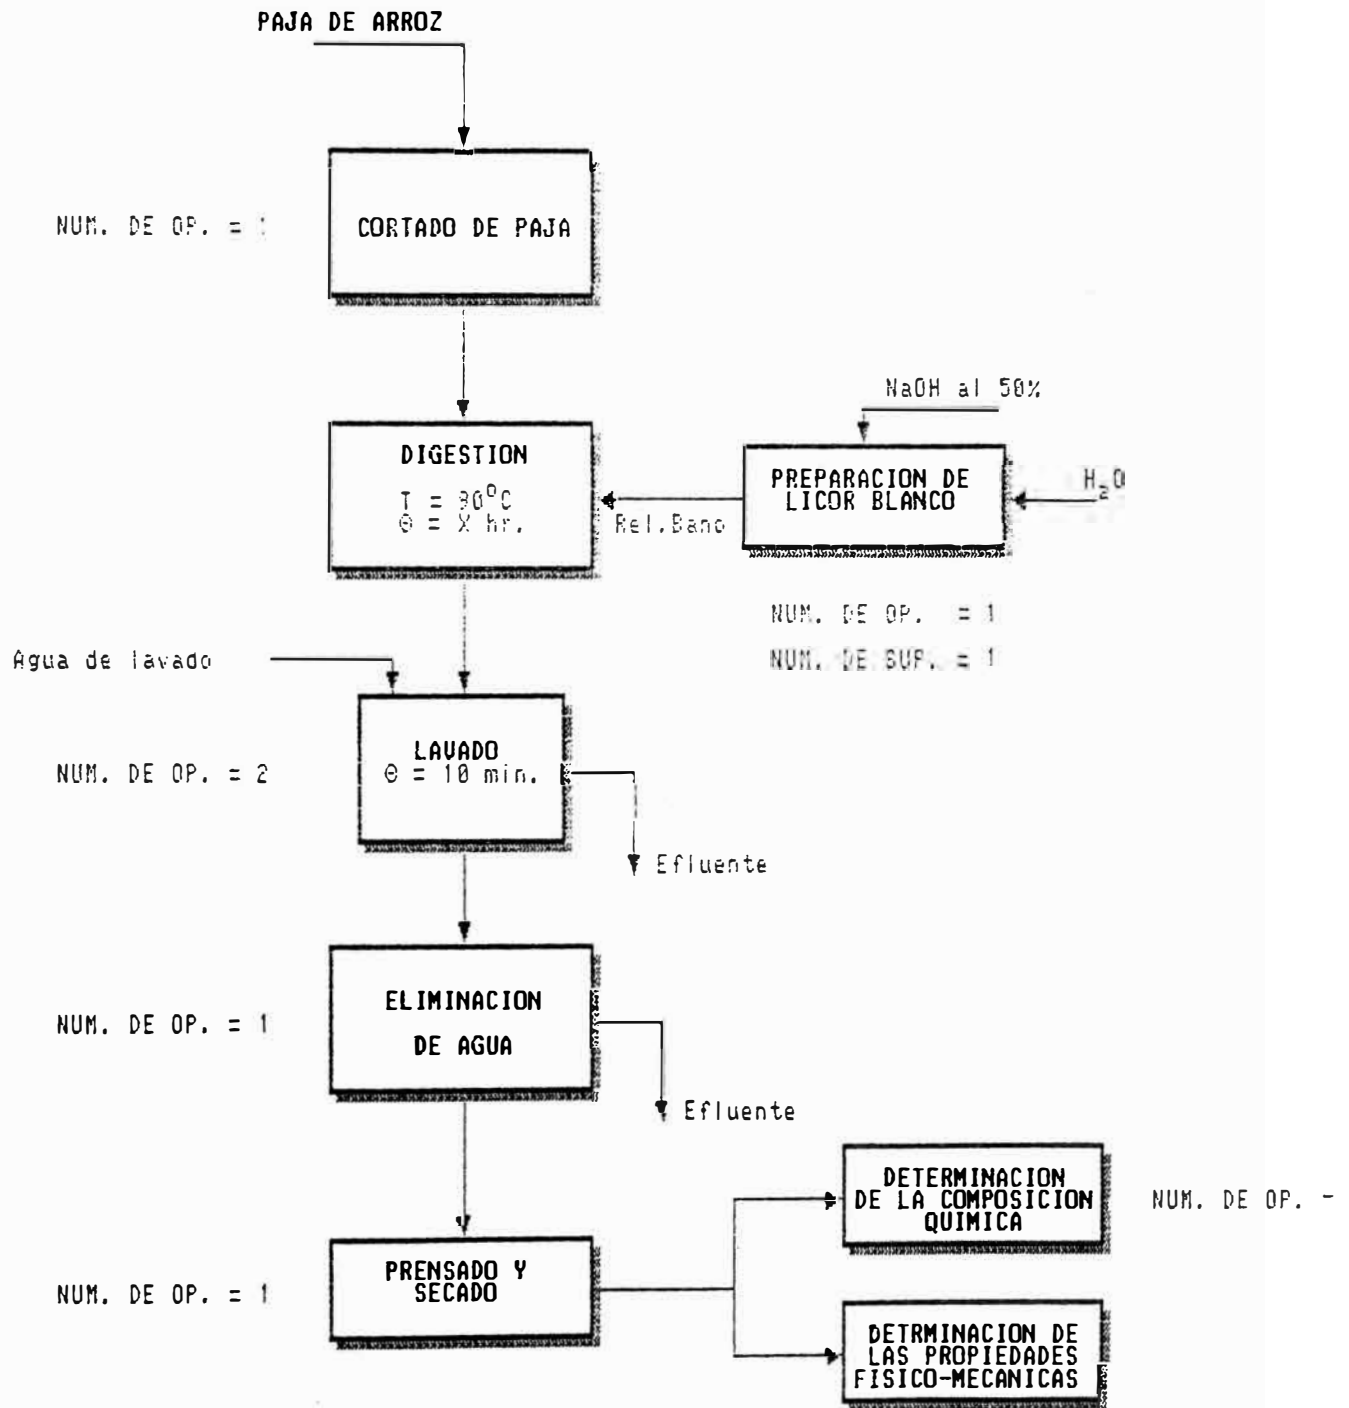 PAJA DE ARROZ
NUM. DE OP. =
CORTADO DE PAJA
NaOH al 50%
DIGESTION
T = 90°C
Θ = X hr.
Rel.Bano
PREPARACION DE
LICOR BLANCO
H₂O
NUM. DE OP. = 1
NUM. DE SUP. = 1
Agua de lavado
NUM. DE OP. = 2
LAVADO
Θ = 10 min.
Efluente
NUM. DE OP. = 1
ELIMINACION
DE AGUA
Efluente
DETERMINACION
DE LA COMPOSICION
QUIMICA
NUM. DE OP. -
NUM. DE OP. = 1
PRENSADO Y
SECADO
DETRMINACION DE
LAS PROPIEDADES
FISICO-MECANICAS